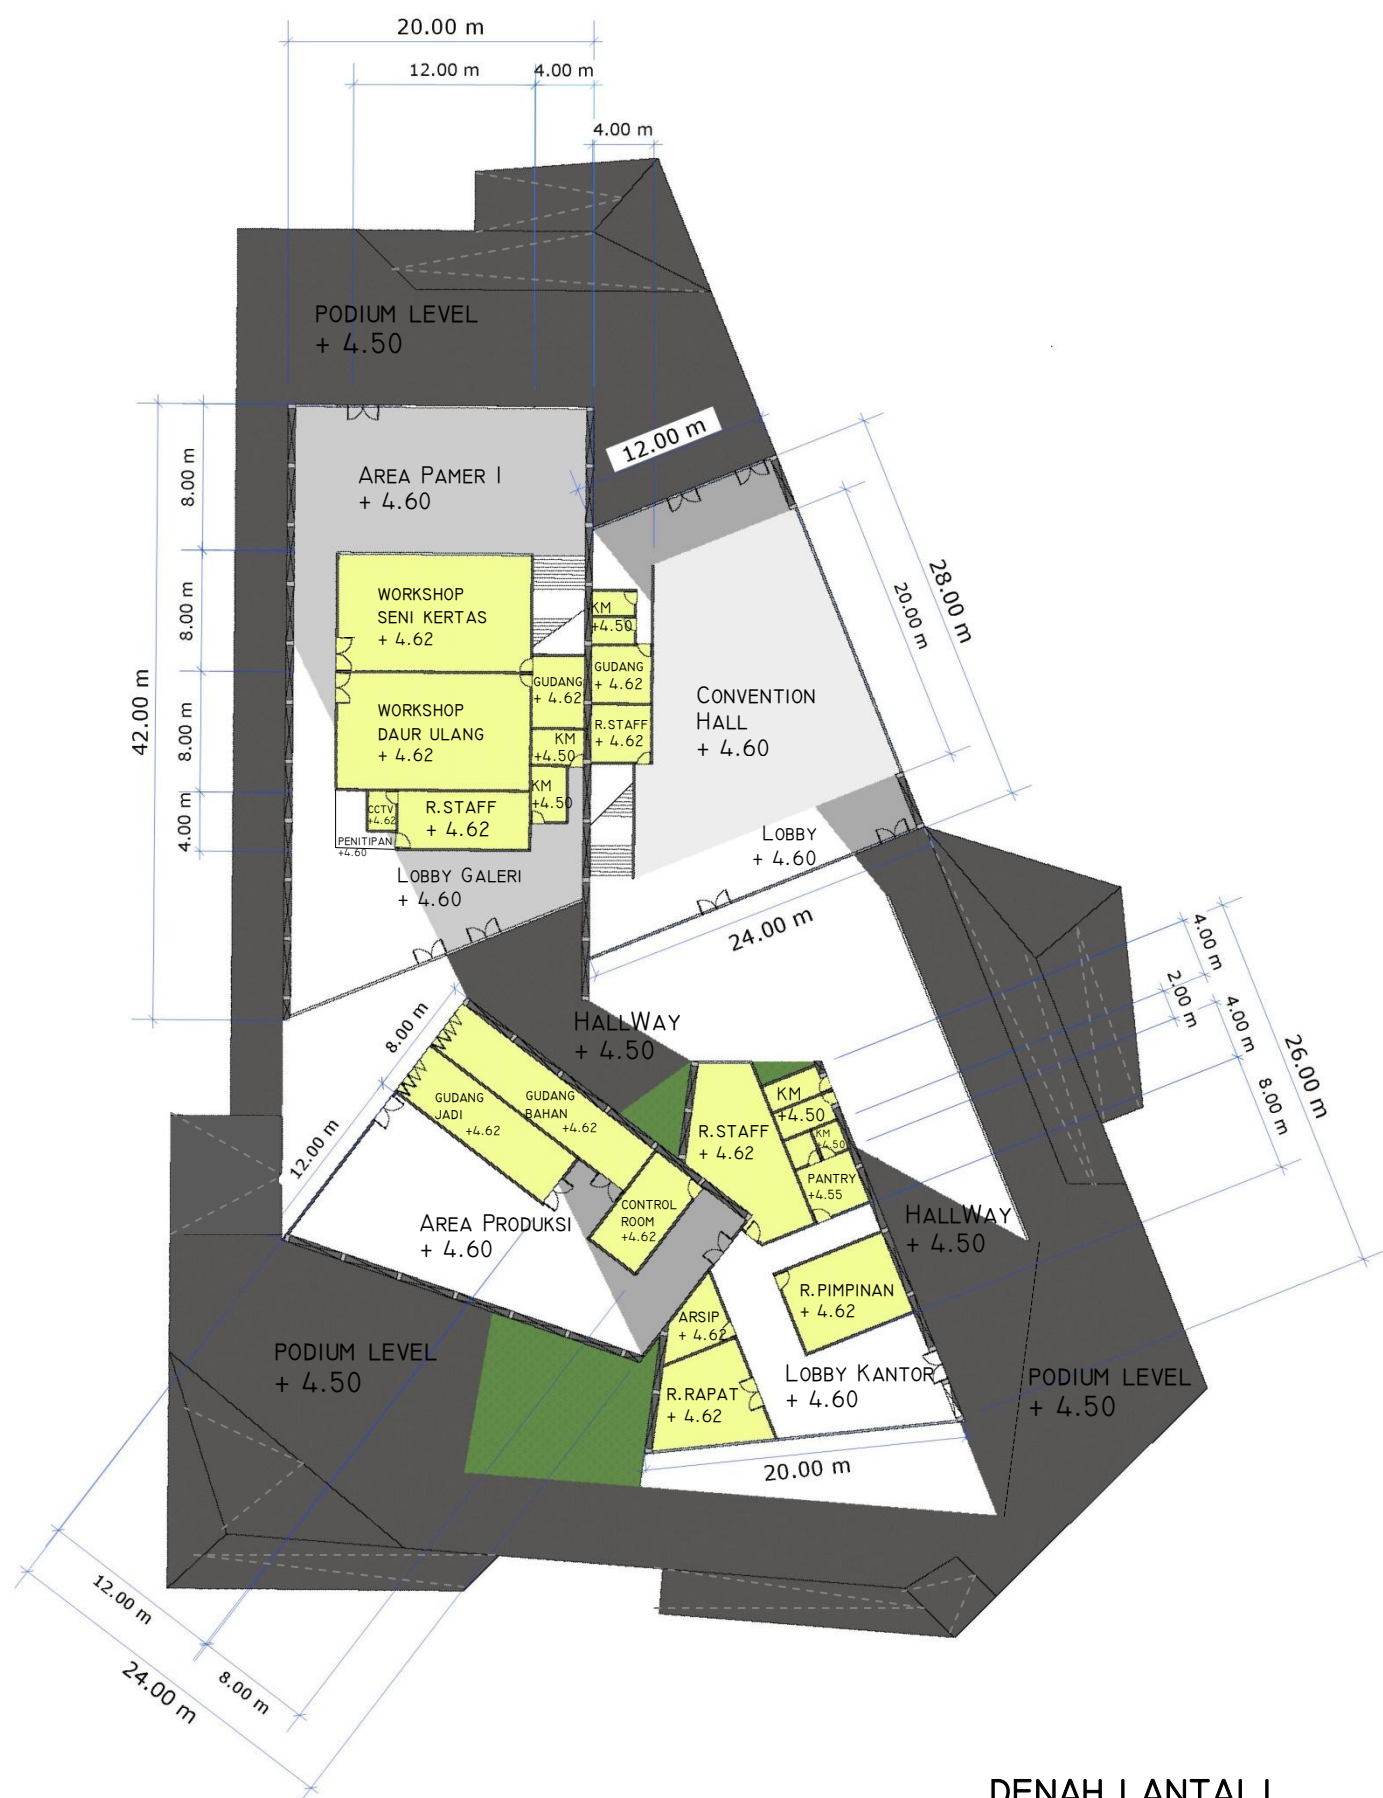 20.00 m
12.00 m
4.00 m
4.00 m
PODIUM LEVEL
+ 4.50
12.00 m
8.00 m
AREA PAMER I
+ 4.60
28.00 m
20.00 m
8.00 m
WORKSHOP
SENI KERTAS
+ 4.62
KM
+4.50
42.00 m
GUDANG
+ 4.62
GUDANG
+ 4.62
8.00 m
WORKSHOP
DAUR ULANG
+ 4.62
KM
+4.50
R.STAFF
+ 4.62
CONVENTION
HALL
+ 4.60
4.00 m
CCTV
+4.62
R.STAFF
+ 4.62
KM
+4.50
PENITIPAN
+4.60
LOBBY
+ 4.60
LOBBY GALERI
+ 4.60
24.00 m
4.00 m
2.00 m
4.00 m
26.00 m
8.00 m
8.00 m
HALLWAY
+ 4.50
12.00 m
GUDANG
JADI
+4.62
GUDANG
BAHAN
+4.62
R.STAFF
+ 4.62
KM
+4.50
KM
+4.50
PANTRY
+4.55
AREA PRODUKSI
+ 4.60
CONTROL
ROOM
+4.62
HALLWAY
+ 4.50
R.PIMPINAN
+ 4.62
ARSIP
+ 4.62
PODIUM LEVEL
+ 4.50
R.RAPAT
+ 4.62
LOBBY KANTOR
+ 4.60
PODIUM LEVEL
+ 4.50
20.00 m
12.00 m
8.00 m
24.00 m
DENAH LANTAI I